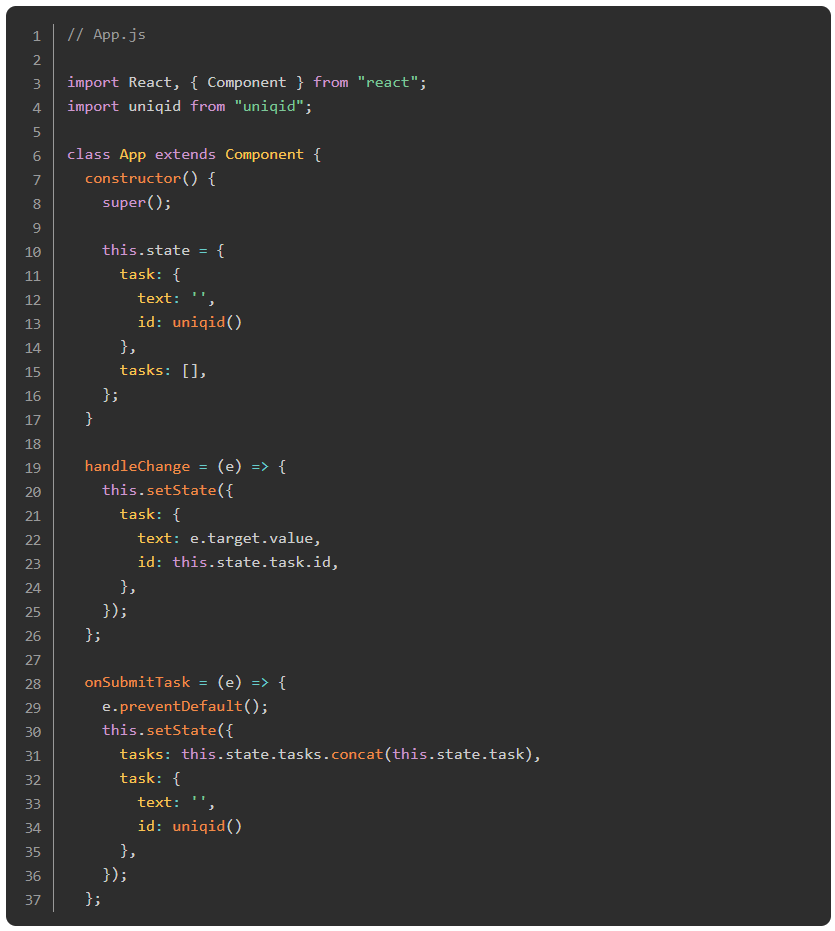 1 // App.js
2
3 import React, { Component } from "react";
4 import uniqid from "uniqid";
5
6 class App extends Component {
7   constructor() {
8     super();
9
10     this.state = {
11       task: {
12         text: '',
13         id: uniqid()
14       },
15       tasks: [],
16     };
17   }
18
19   handleChange = (e) => {
20     this.setState({
21       task: {
22         text: e.target.value,
23         id: this.state.task.id,
24       },
25     });
26   };
27
28   onSubmitTask = (e) => {
29     e.preventDefault();
30     this.setState({
31       tasks: this.state.tasks.concat(this.state.task),
32       task: {
33         text: '',
34         id: uniqid()
35       },
36     });
37   };